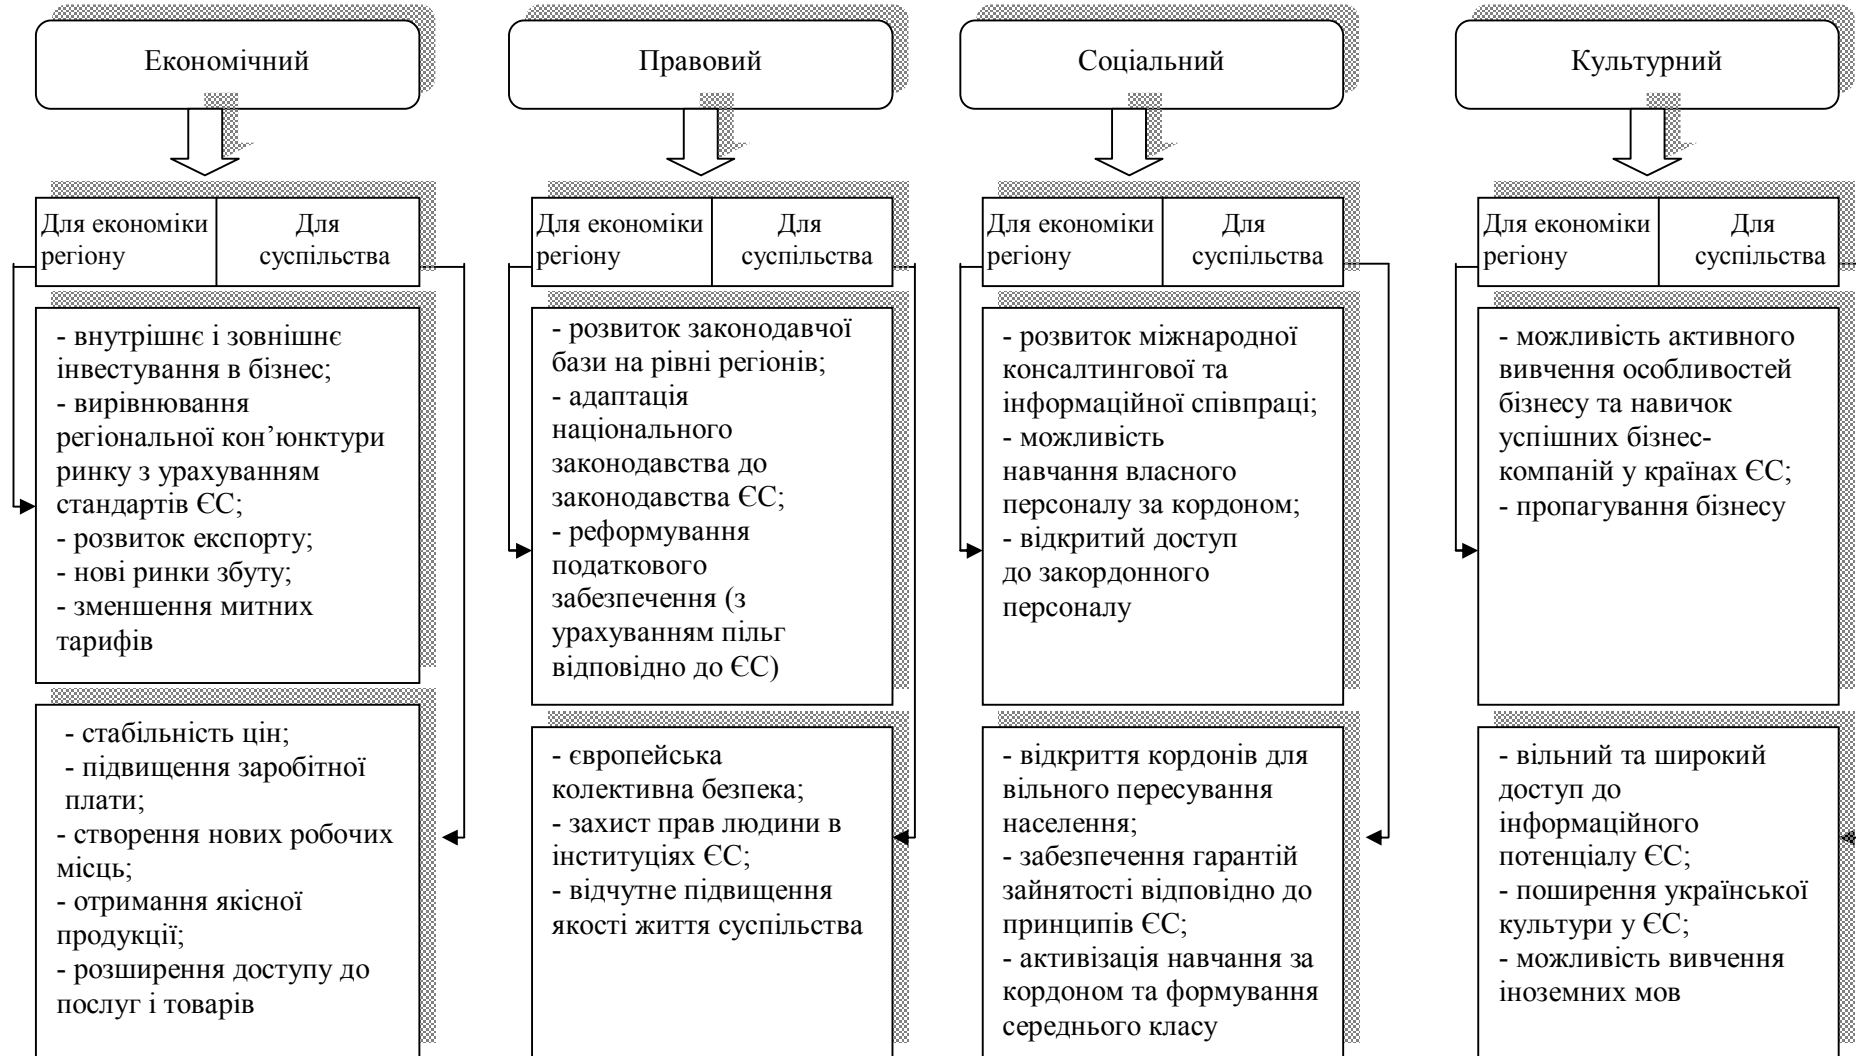 Економічний
Правовий
Соціальний
Культурний
Для економіки
регіону
Для
суспільства
Для економіки
регіону
Для
суспільства
Для економіки
регіону
Для
суспільства
Для економіки
регіону
Для
суспільства
- внутрішнє і зовнішнє
інвестування в бізнес;
- вирівнювання
регіональної кон’юнктури
ринку з урахуванням
стандартів ЄС;
- розвиток експорту;
- нові ринки збуту;
- зменшення митних
тарифів
- розвиток законодавчої
бази на рівні регіонів;
- адаптація
національного
законодавства до
законодавства ЄС;
- реформування
податкового
забезпечення (з
урахуванням пільг
відповідно до ЄС)
- розвиток міжнародної
консалтингової та
інформаційної співпраці;
- можливість
навчання власного
персоналу за кордоном;
- відкритий доступ
до закордонного
персоналу
- можливість активного
вивчення особливостей
бізнесу та навичок
успішних бізнес-
компаній у країнах ЄС;
- пропагування бізнесу
- стабільність цін;
- підвищення заробітної
плати;
- створення нових робочих
місць;
- отримання якісної
продукції;
- розширення доступу до
послуг і товарів
- європейська
колективна безпека;
- захист прав людини в
інституціях ЄС;
- відчутне підвищення
якості життя суспільства
- відкриття кордонів для
вільного пересування
населення;
- забезпечення гарантій
зайнятості відповідно до
принципів ЄС;
- активізація навчання за
кордоном та формування
середнього класу
- вільний та широкий
доступ до
інформаційного
потенціалу ЄС;
- поширення української
культури у ЄС;
- можливість вивчення
іноземних мов